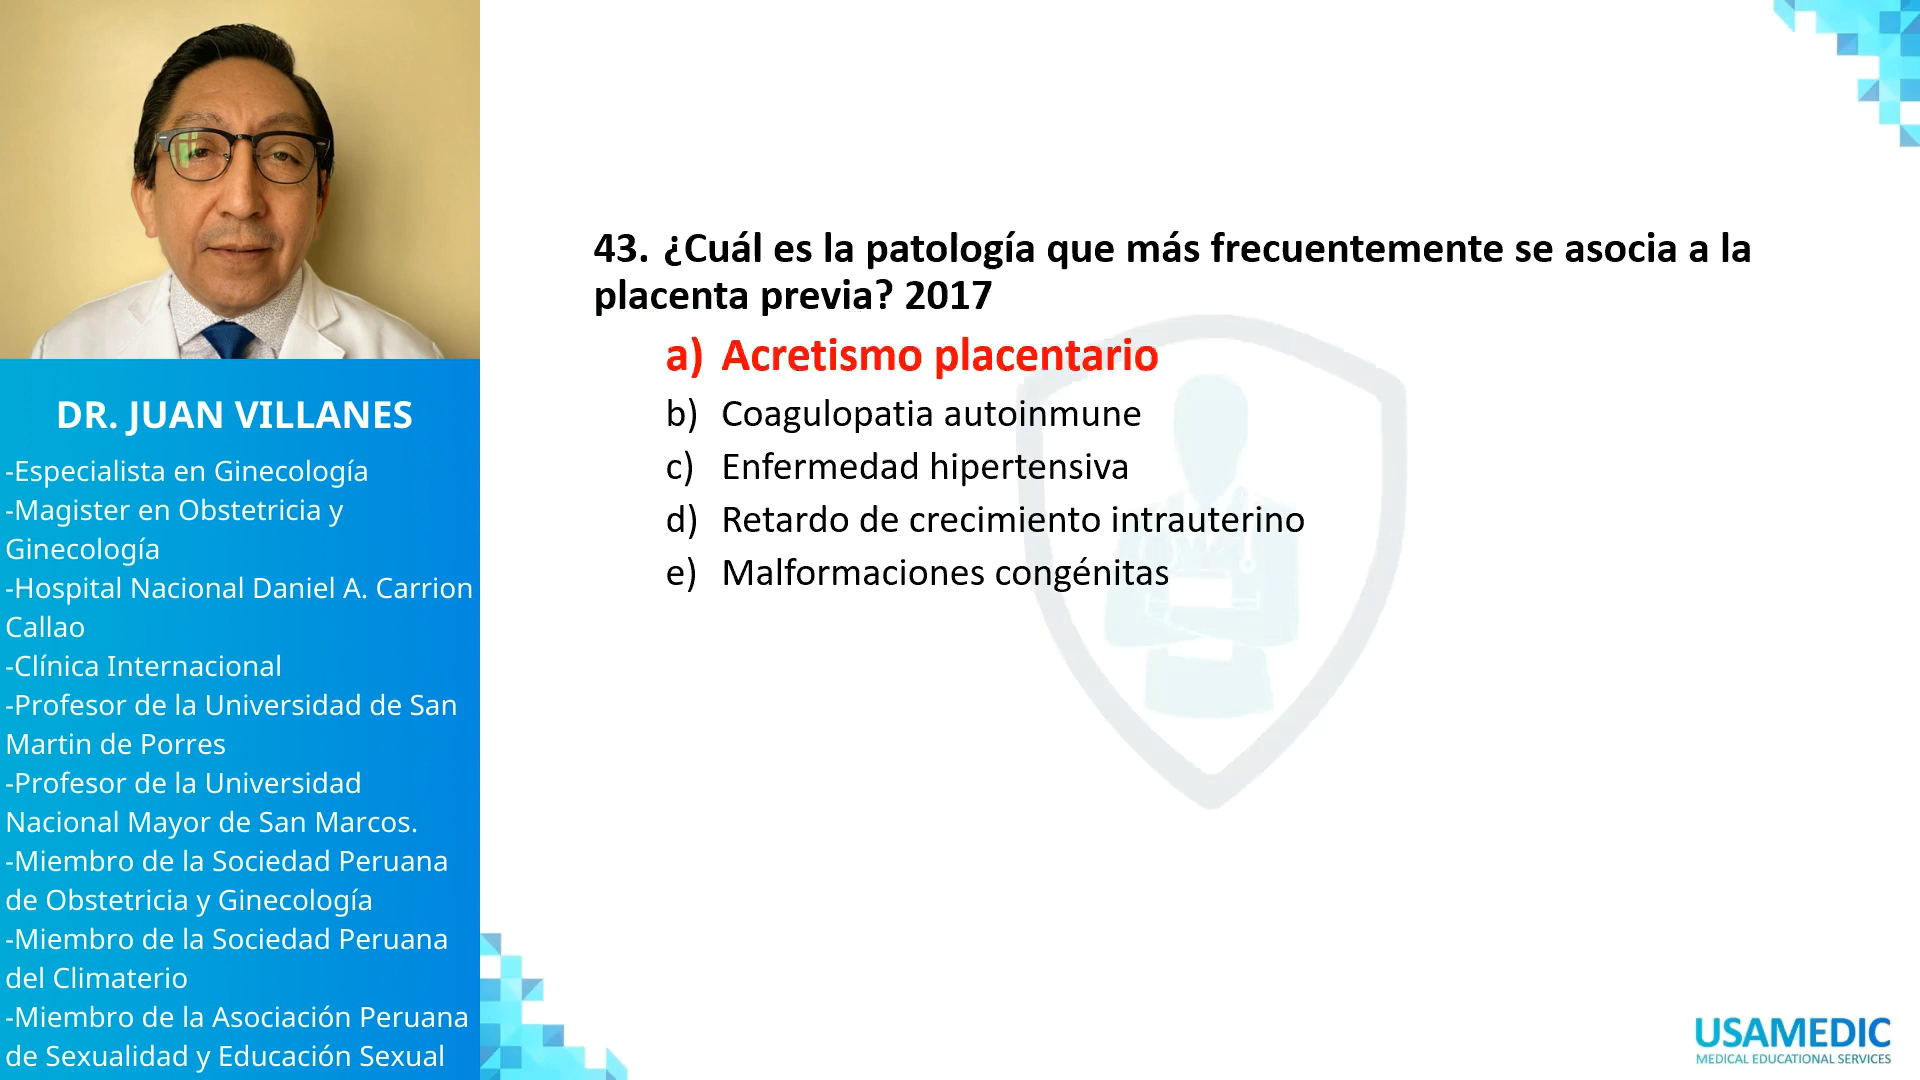 DR. JUAN VILLANES
-Especialista en Ginecología
-Magister en Obstetricia y
Ginecología
-Hospital Nacional Daniel A. Carrion
Callao
-Clínica Internacional
-Profesor de la Universidad de San
Martin de Porres
-Profesor de la Universidad
Nacional Mayor de San Marcos.
-Miembro de la Sociedad Peruana
de Obstetricia y Ginecología
-Miembro de la Sociedad Peruana
del Climaterio
-Miembro de la Asociación Peruana
de Sexualidad y Educación Sexual
43. ¿Cuál es la patología que más frecuentemente se asocia a la
placenta previa? 2017
a) Acretismo placentario
b) Coagulopatia autoinmune
c) Enfermedad hipertensiva
d) Retardo de crecimiento intrauterino
e) Malformaciones congénitas
USAMEDIC
MEDICAL EDUCATIONAL SERVICES